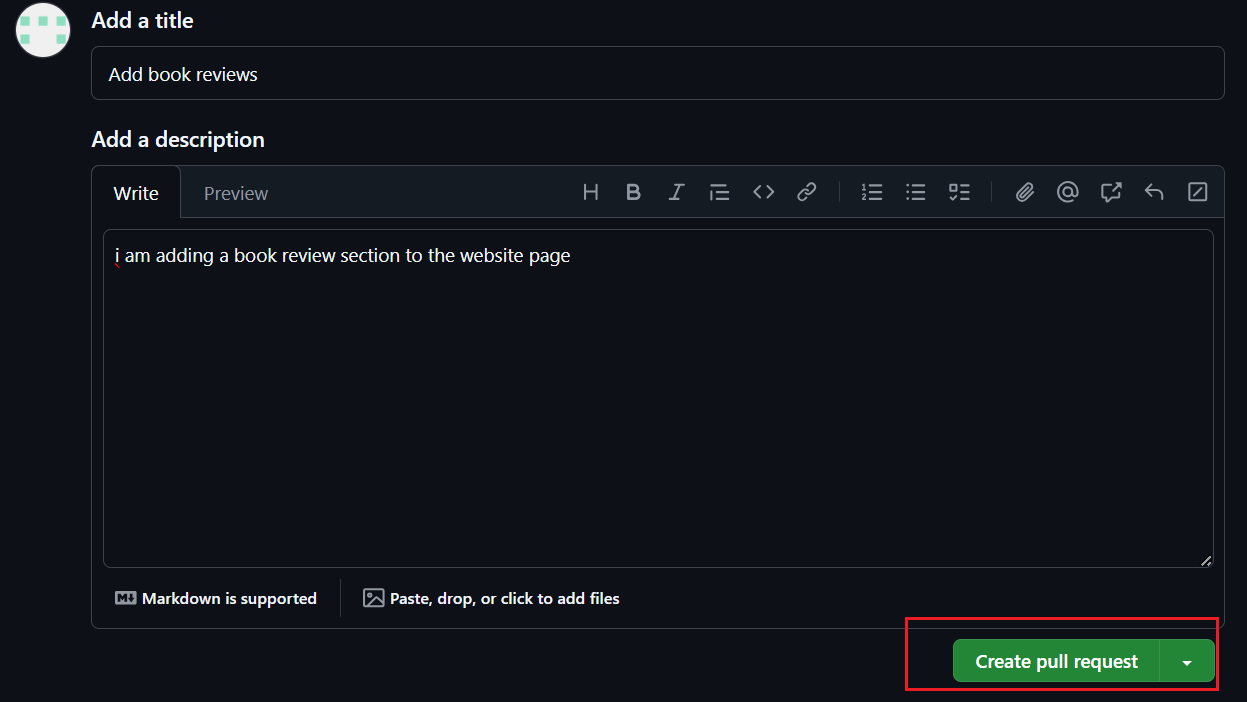 Add a title
Add book reviews
Add a description
Write Preview
i am adding a book review section to the website page
Markdown is supported Paste, drop, or click to add files
Create pull request